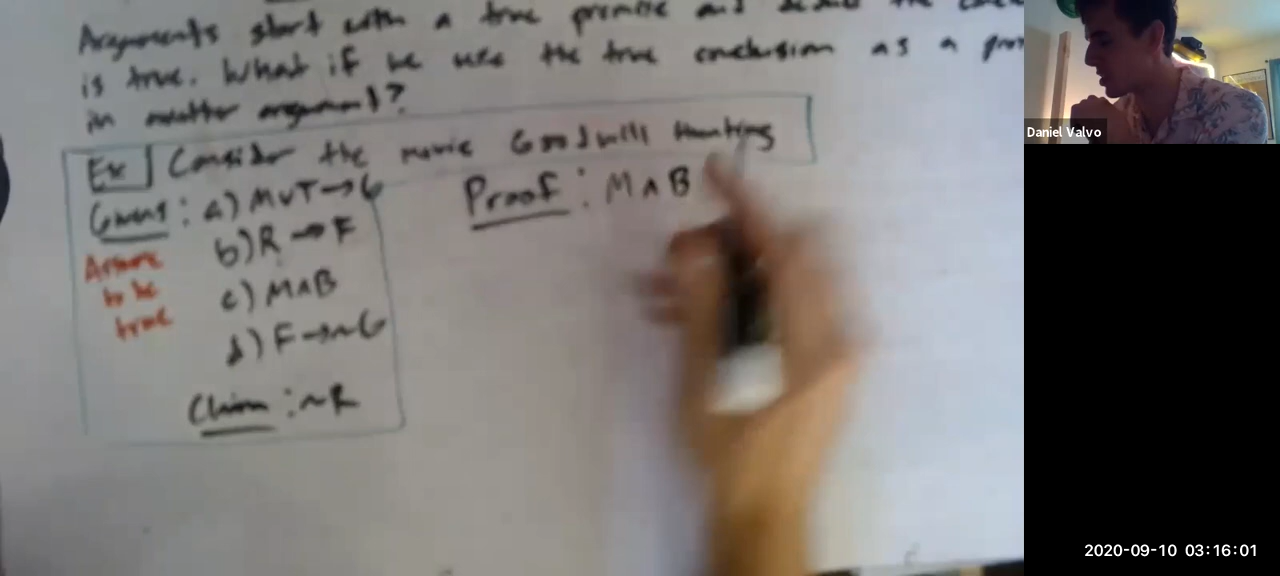 Arguments start with a true premise and the
is true. What if we use the true conclusion as a
in another argument?
Ex Consider the movie Goodwill Hunting
Given: a) MVT→G
Proof: M∧B
b) R→F
Assume
to be
true
c) M∧B
d) F→~G
Claim: ~R
Daniel Valvo
2020-09-10 03:16:01